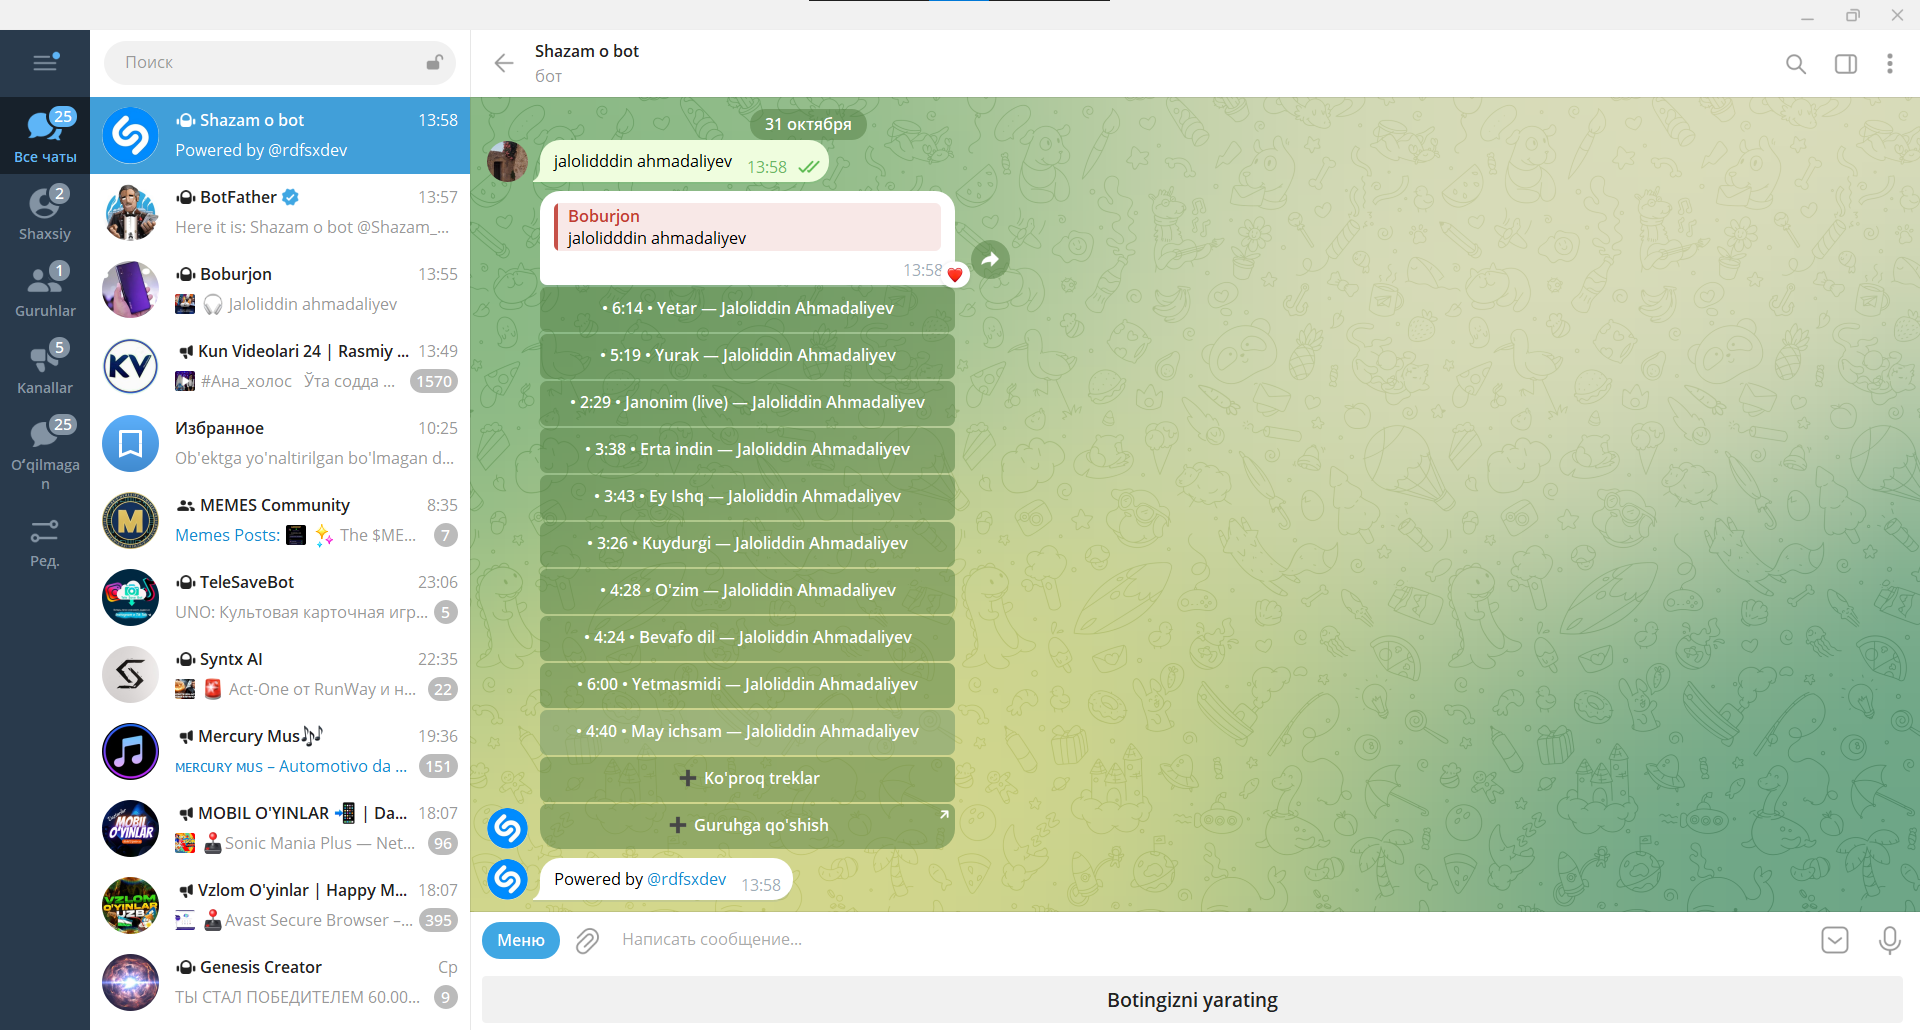 Поиск
25
Все чаты
2
Shaxsiy
1
Guruhlar
5
Kanallar
25
Oʻqilmaga
n
Ред.
Shazam o bot 13:58
Powered by @rdfsxdev
BotFather 13:57
Here it is: Shazam o bot @Shazam_...
Boburjon 13:55
Jaloliddin ahmadaliyev
KV
Kun Videolari 24 | Rasmiy ... 13:49
#Ана_холос Ўта содда ... 1570
Избранное 10:25
Ob'ektga yo'naltirilgan bo'lmagan d...
M
MEMES Community 8:35
Memes Posts: The $ME... 7
TeleSaveBot 23:06
UNO: Культовая карточная игр... 5
Syntx AI 22:35
Act-One от RunWay и н... 22
Mercury Mus 19:36
ᴍᴇʀᴄᴜʀʏ ᴍᴜs – Automotivo da ... 151
MOBIL O'YINLAR
MOBIL O'YINLAR | Da... 18:07
Sonic Mania Plus — Net... 96
VZLOM
O'YINLAR
UZB
Vzlom O'yinlar | Happy M... 18:07
Avast Secure Browser –... 395
Genesis Creator Ср
ТЫ СТАЛ ПОБЕДИТЕЛЕМ 60.00... 9
Shazam o bot
бот
31 октября
jalolidddin ahmadaliyev 13:58
Boburjon
jalolidddin ahmadaliyev
13:58
• 6:14 • Yetar — Jaloliddin Ahmadaliyev
• 5:19 • Yurak — Jaloliddin Ahmadaliyev
• 2:29 • Janonim (live) — Jaloliddin Ahmadaliyev
• 3:38 • Erta indin — Jaloliddin Ahmadaliyev
• 3:43 • Ey Ishq — Jaloliddin Ahmadaliyev
• 3:26 • Kuydurgi — Jaloliddin Ahmadaliyev
• 4:28 • O'zim — Jaloliddin Ahmadaliyev
• 4:24 • Bevafo dil — Jaloliddin Ahmadaliyev
• 6:00 • Yetmasmidi — Jaloliddin Ahmadaliyev
• 4:40 • May ichsam — Jaloliddin Ahmadaliyev
➕ Ko'proq treklar
➕ Guruhga qo'shish
Powered by @rdfsxdev 13:58
Меню
Написать сообщение...
Botingizni yarating